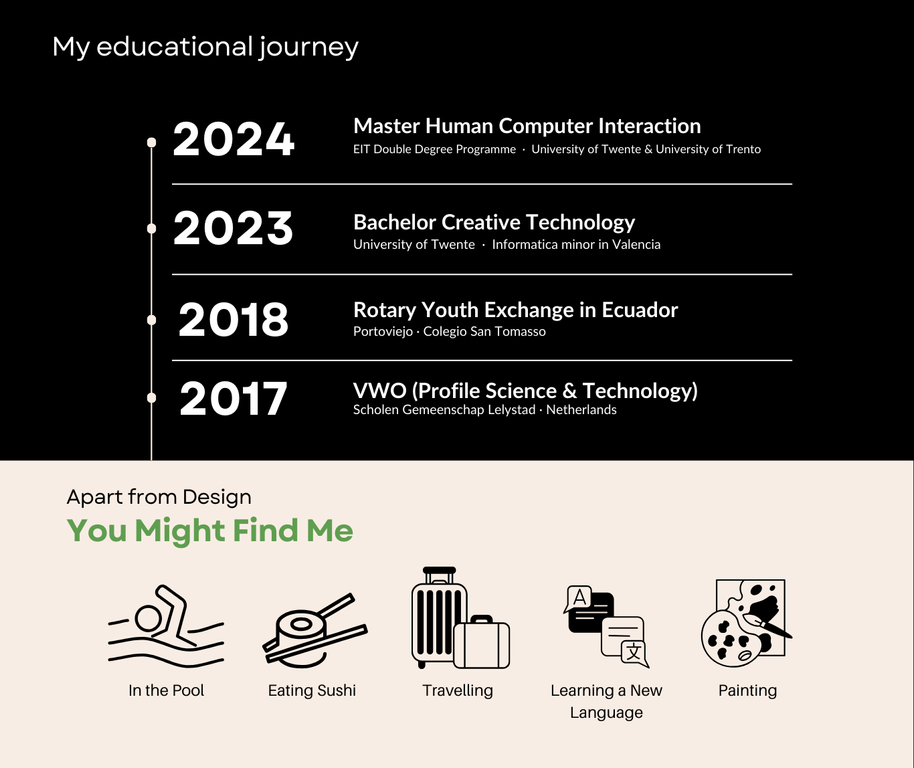 My educational journey
2024
Master Human Computer Interaction
EIT Double Degree Programme · University of Twente & University of Trento
2023
Bachelor Creative Technology
University of Twente · Informatica minor in Valencia
2018
Rotary Youth Exchange in Ecuador
Portoviejo · Colegio San Tomasso
2017
VWO (Profile Science & Technology)
Scholen Gemeenschap Lelystad · Netherlands
Apart from Design
You Might Find Me
A
文
In the Pool
Eating Sushi
Travelling
Learning a New
Language
Painting